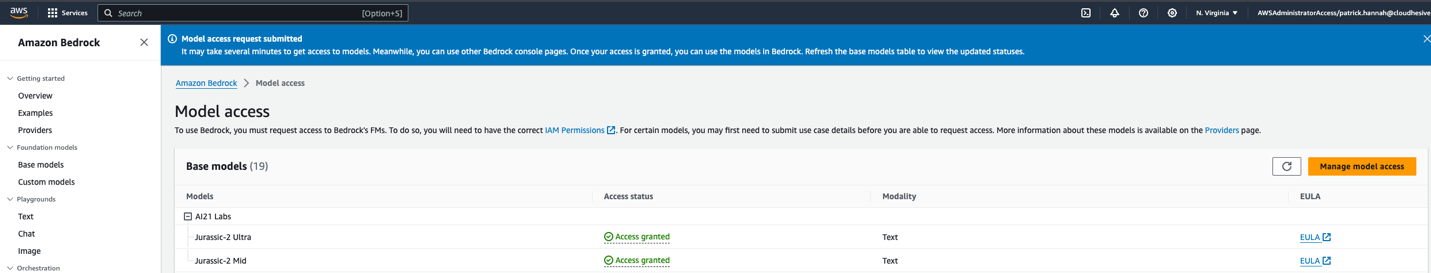 aws
Services
Search
[Option+S]
N. Virginia
AWSAdministratorAccess/patrick.hannah@cloudhesive
Amazon Bedrock
Getting started
Overview
Examples
Providers
Foundation models
Base models
Custom models
Playgrounds
Text
Chat
Image
Orchestration
Model access request submitted
It may take several minutes to get access to models. Meanwhile, you can use other Bedrock console pages. Once your access is granted, you can use the models in Bedrock. Refresh the base models table to view the updated statuses.
Amazon Bedrock > Model access
Model access
To use Bedrock, you must request access to Bedrock's FMs. To do so, you will need to have the correct IAM Permissions. For certain models, you may first need to submit use case details before you are able to request access. More information about these models is available on the Providers page.
Base models (19)
Manage model access
Models Access status Modality EULA
AI21 Labs
Jurassic-2 Ultra Access granted Text EULA
Jurassic-2 Mid Access granted Text EULA